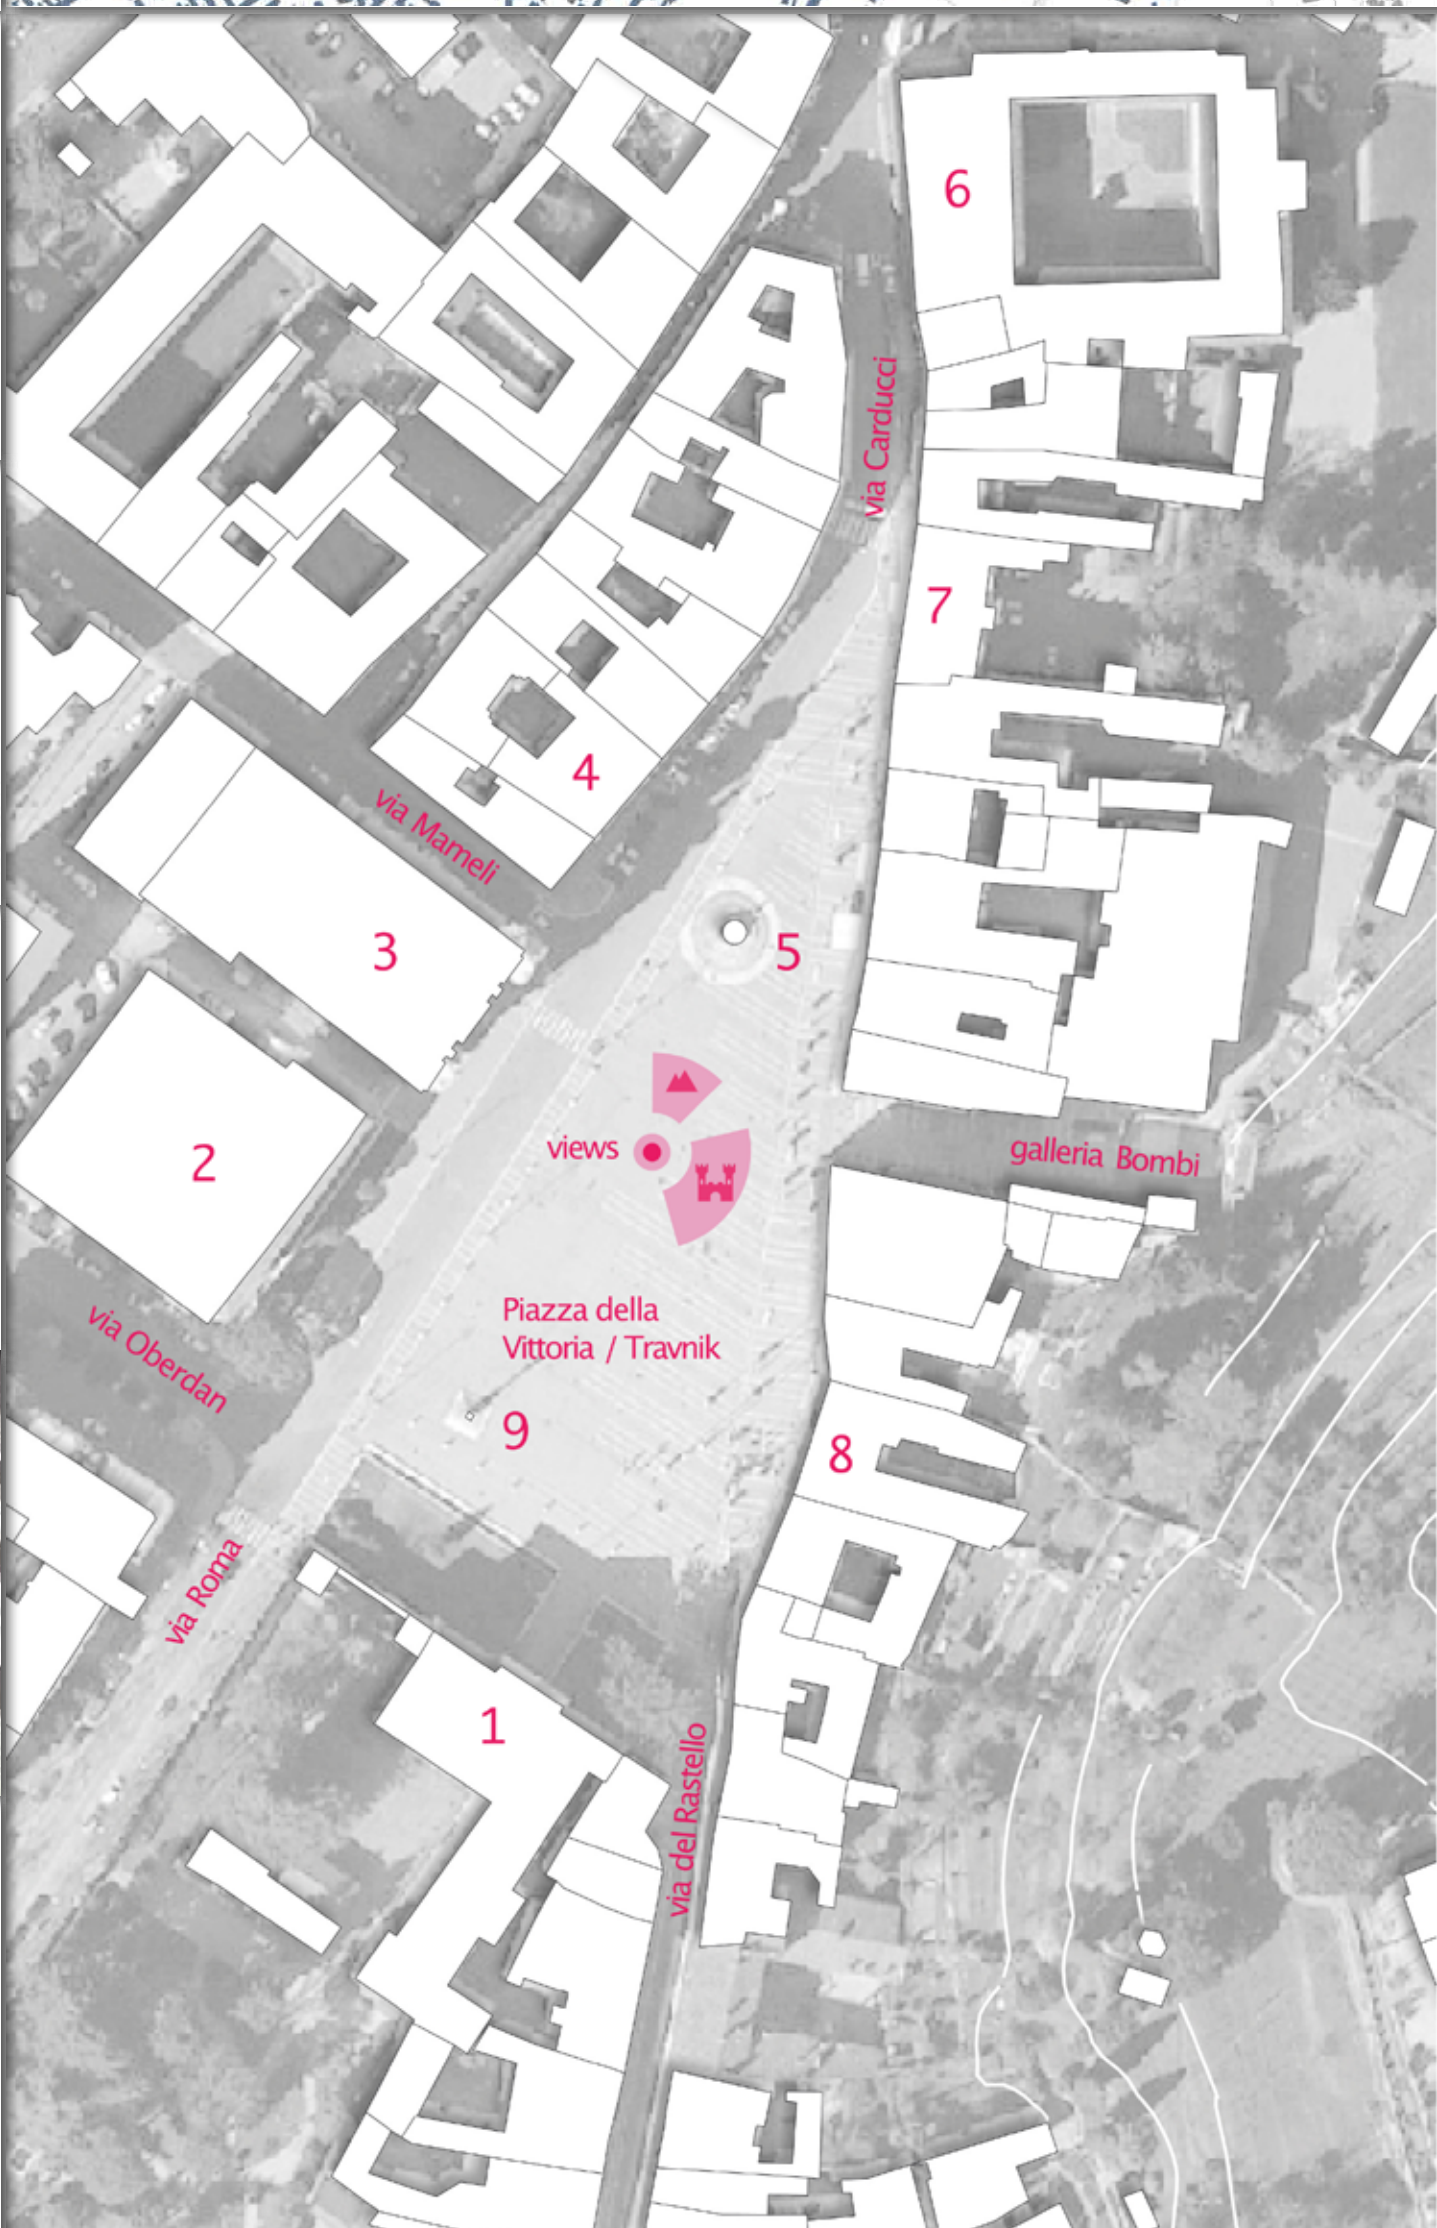 6
via Carducci
7
4
via Mameli
3
5
views
galleria Bombi
2
via Oberdan
Piazza della
Vittoria / Travnik
9
8
via Roma
1
via del Rastello